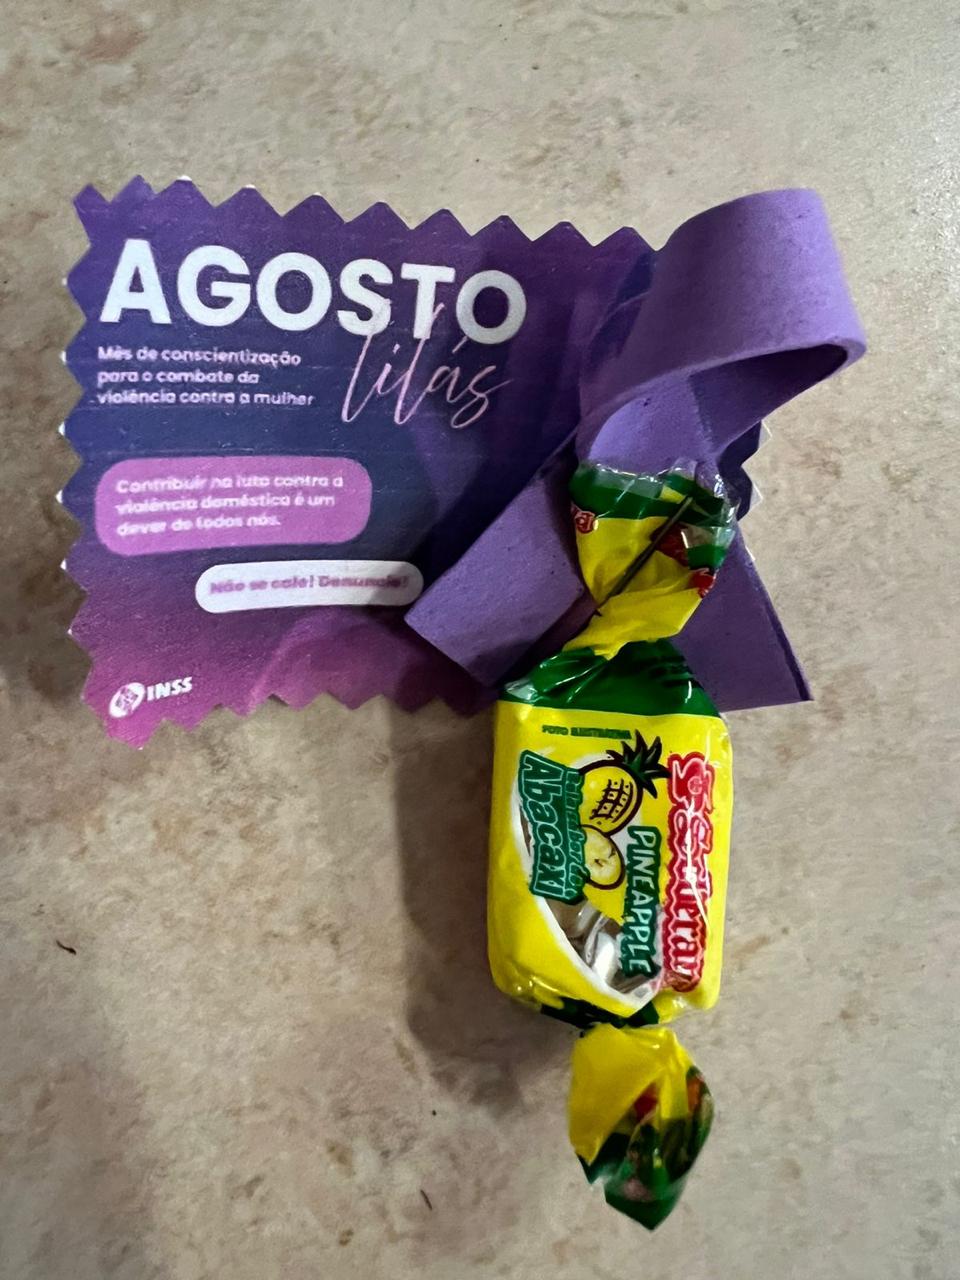 AGOSTO
lilás
Mês de conscientização
para o combate da
violência contra a mulher
Contribuir na luta contra a
violência doméstica é um
dever de todos nós.
Não se cale! Denuncie!
INSS
FOTO ILUSTRATIVA
Abacaxi
PINEAPPLE